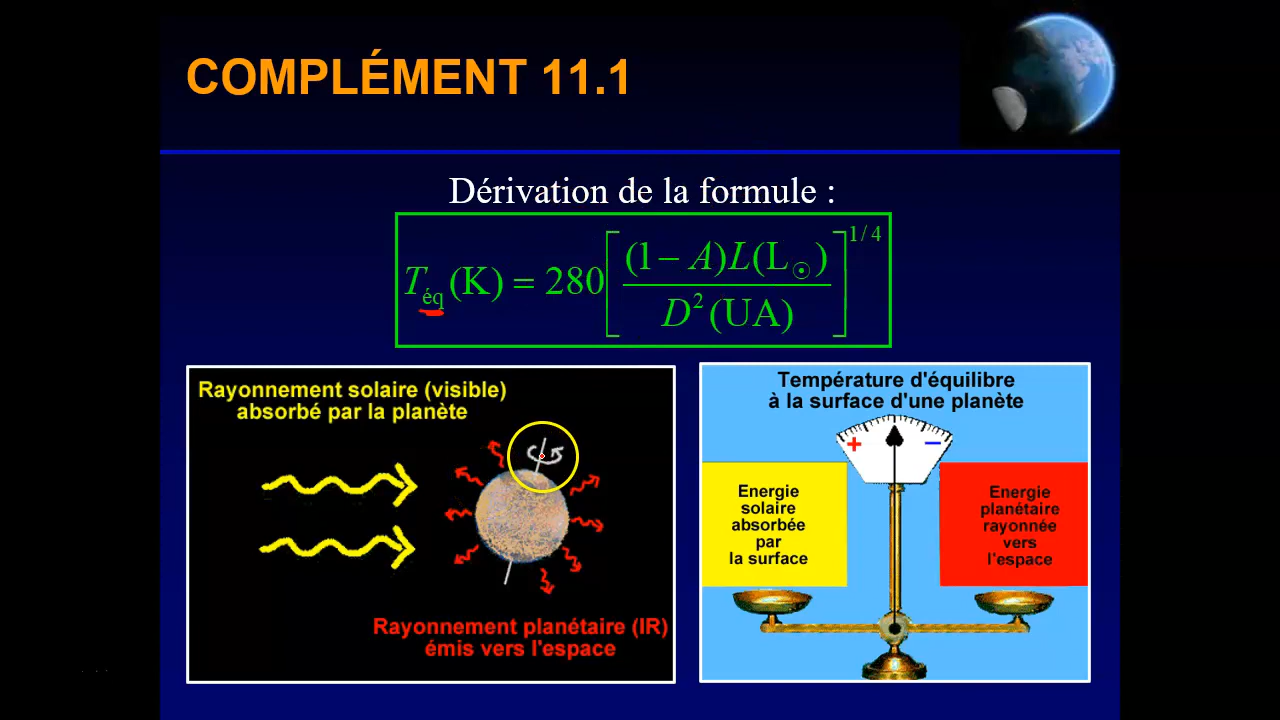 COMPLÉMENT 11.1
Dérivation de la formule :
T_éq (K) = 280 [ (1 − A)L(L_☉) / D² (UA) ]^1/4
Rayonnement solaire (visible)
absorbé par la planète
Rayonnement planétaire (IR)
émis vers l'espace
Température d'équilibre
à la surface d'une planète
+ −
Energie
solaire
absorbée
par
la surface
Energie
planétaire
rayonnée
vers
l'espace